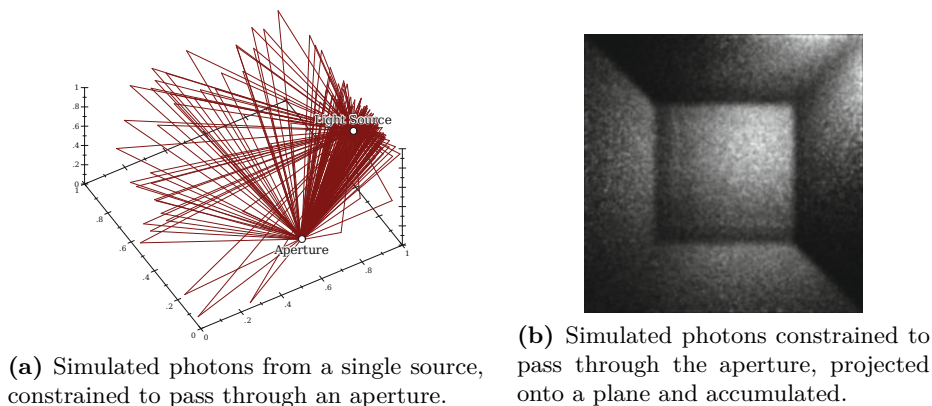 Light Source
Aperture
1
.8
.6
.4
.2
0
1
.8
.6
.4
.2
0
0
.2
.4
.6
.8
1
(a) Simulated photons from a single source,
constrained to pass through an aperture.
(b) Simulated photons constrained to
pass through the aperture, projected
onto a plane and accumulated.